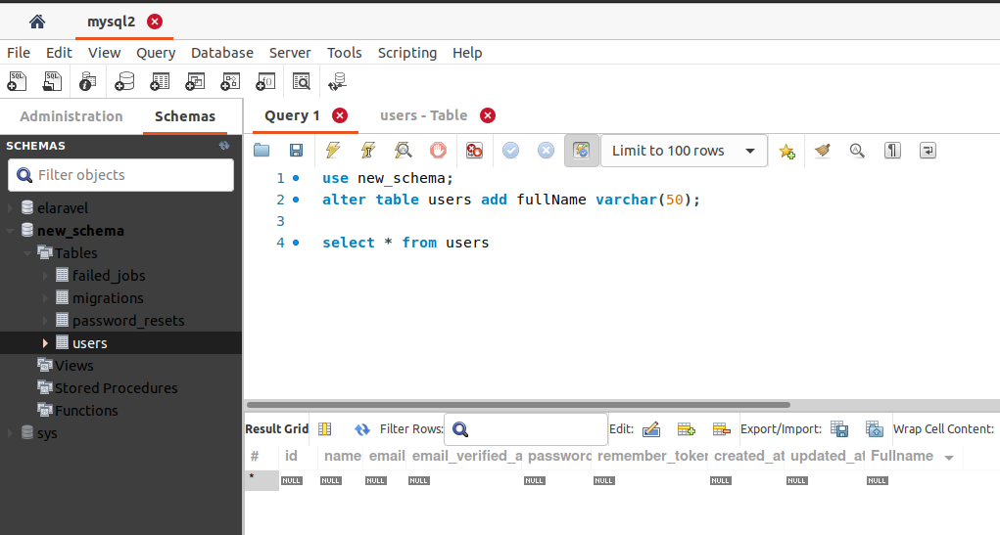 mysql2
File Edit View Query Database Server Tools Scripting Help
SQL SQL
Administration Schemas
Query 1 users - Table
SCHEMAS
Limit to 100 rows
Filter objects
1 use new_schema;
2 alter table users add fullName varchar(50);
3
4 select * from users
elaravel
new_schema
Tables
failed_jobs
migrations
password_resets
users
Views
Stored Procedures
Functions
sys
Result Grid Filter Rows: Edit: Export/Import: Wrap Cell Content:
# id name email email_verified_a password remember_token created_at updated_at Fullname
* NULL NULL NULL NULL NULL NULL NULL NULL NULL